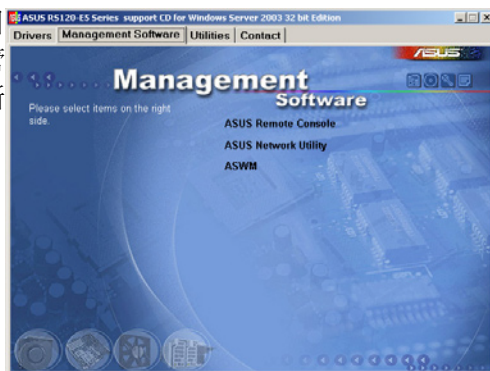 ASUS RS120-E5 Series support CD for Windows Server 2003 32 bit Edition
Drivers Management Software Utilities Contact
ASUS
Management
Software
Please select items on the right
side.
ASUS Remote Console
ASUS Network Utility
ASWM